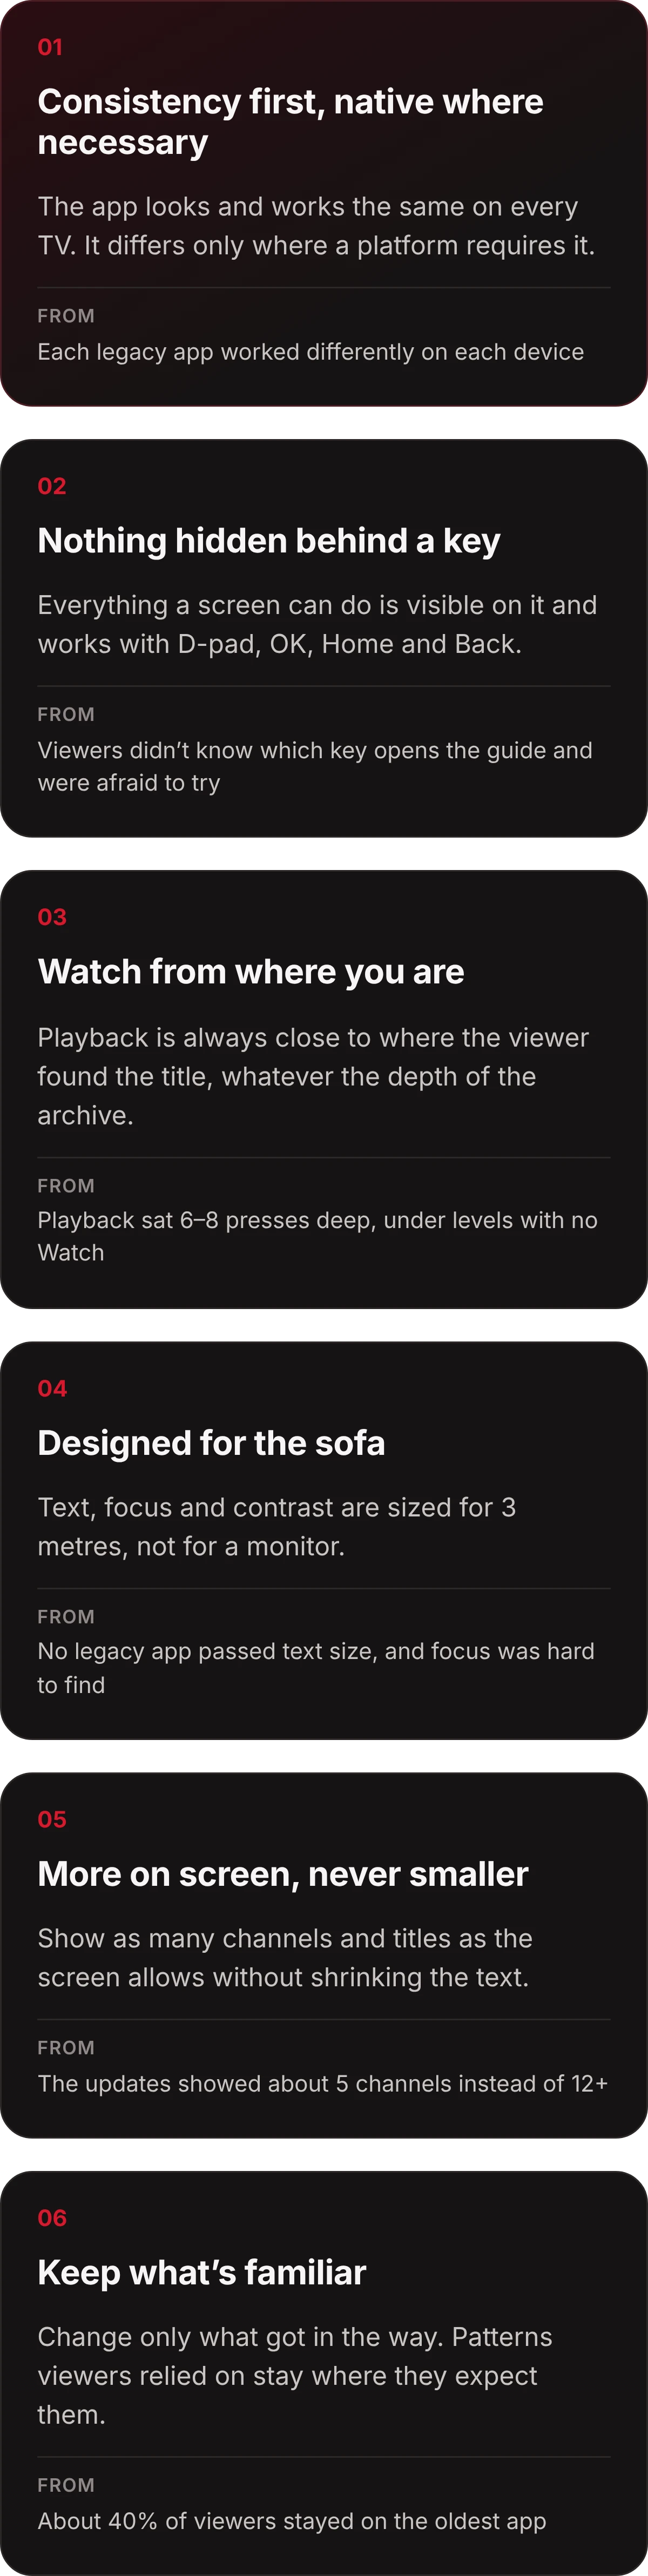 01
Consistency first, native where
necessary
The app looks and works the same on every
TV. It differs only where a platform requires it.
FROM
Each legacy app worked differently on each device
02
Nothing hidden behind a key
Everything a screen can do is visible on it and
works with D-pad, OK, Home and Back.
FROM
Viewers didn’t know which key opens the guide and
were afraid to try
03
Watch from where you are
Playback is always close to where the viewer
found the title, whatever the depth of the
archive.
FROM
Playback sat 6–8 presses deep, under levels with no
Watch
04
Designed for the sofa
Text, focus and contrast are sized for 3
metres, not for a monitor.
FROM
No legacy app passed text size, and focus was hard
to find
05
More on screen, never smaller
Show as many channels and titles as the
screen allows without shrinking the text.
FROM
The updates showed about 5 channels instead of 12+
06
Keep what’s familiar
Change only what got in the way. Patterns
viewers relied on stay where they expect
them.
FROM
About 40% of viewers stayed on the oldest app